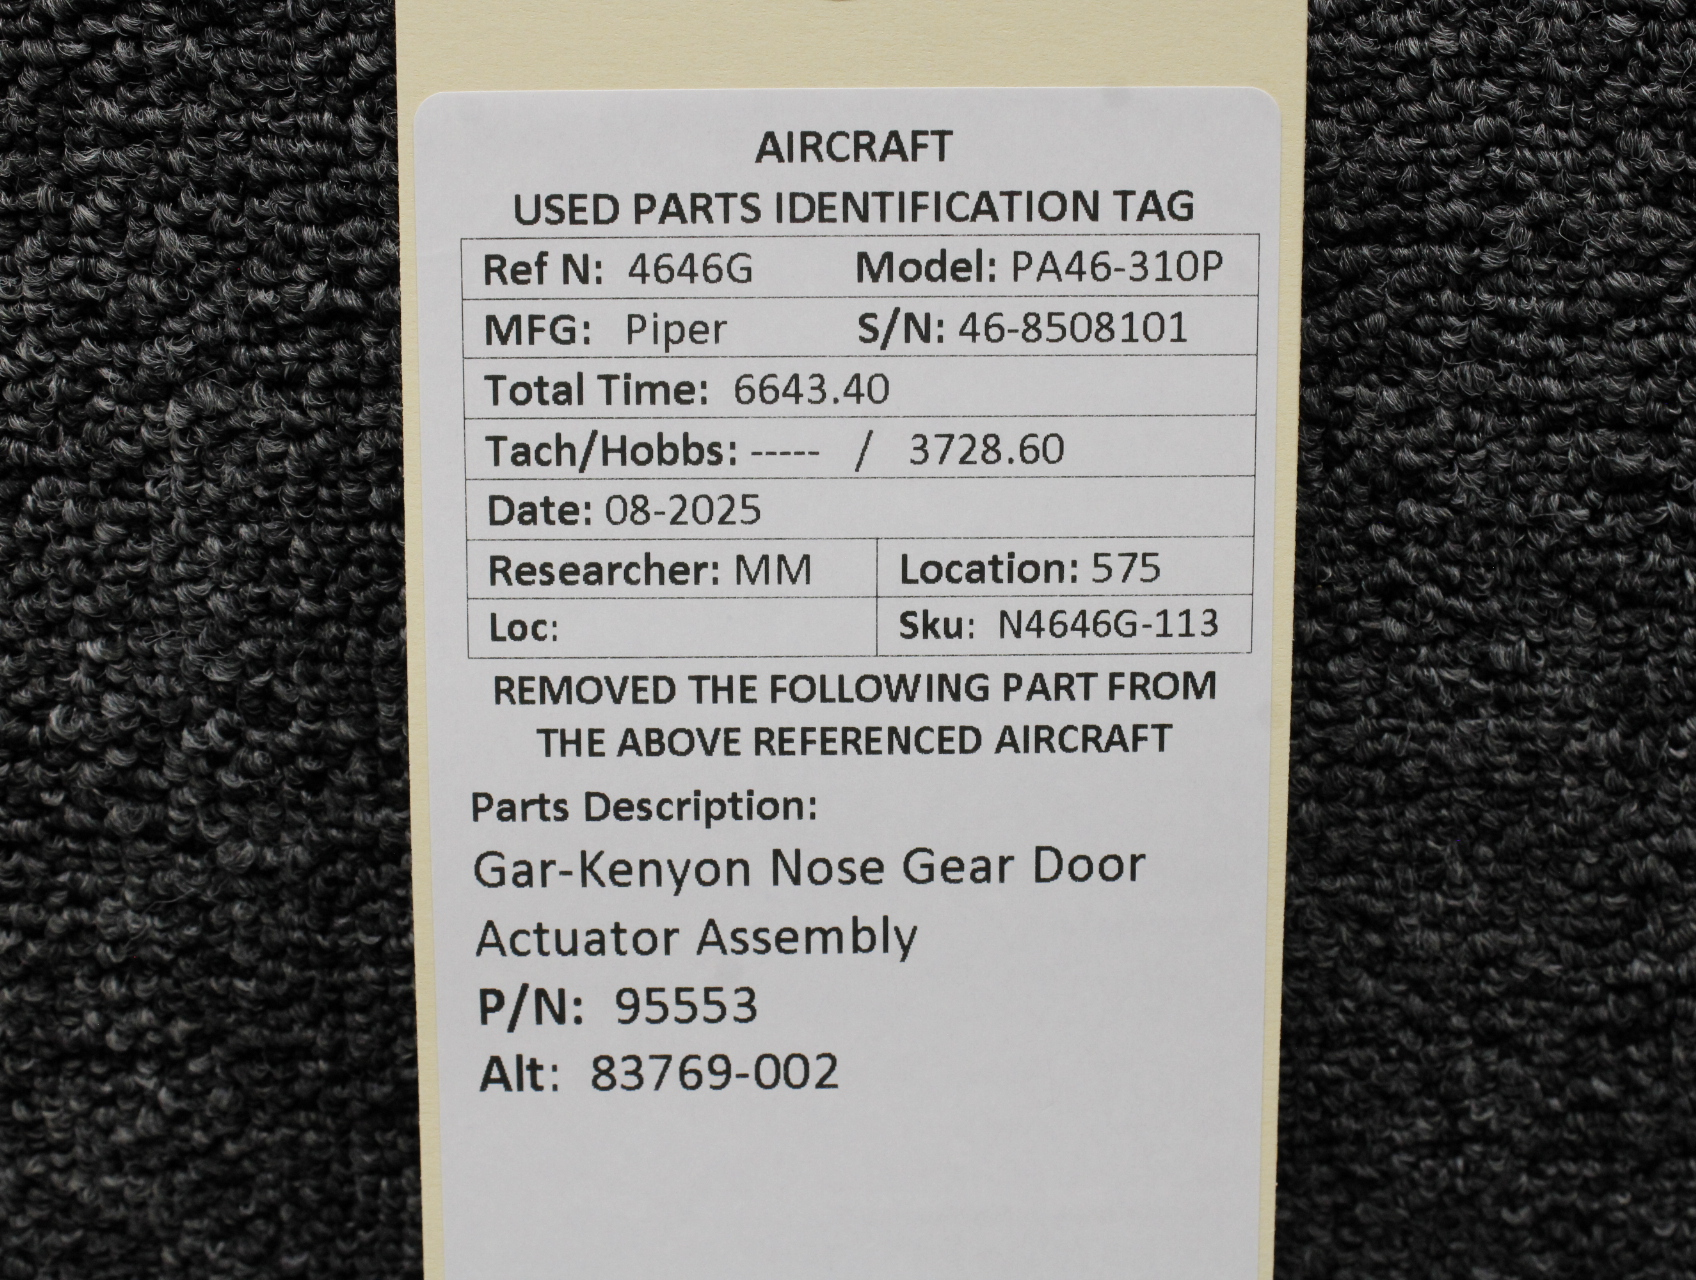 AIRCRAFT
USED PARTS IDENTIFICATION TAG
Ref N: 4646G Model: PA46-310P
MFG: Piper S/N: 46-8508101
Total Time: 6643.40
Tach/Hobbs: ----- / 3728.60
Date: 08-2025
Researcher: MM Location: 575
Loc: Sku: N4646G-113
REMOVED THE FOLLOWING PART FROM
THE ABOVE REFERENCED AIRCRAFT
Parts Description:
Gar-Kenyon Nose Gear Door
Actuator Assembly
P/N: 95553
Alt: 83769-002